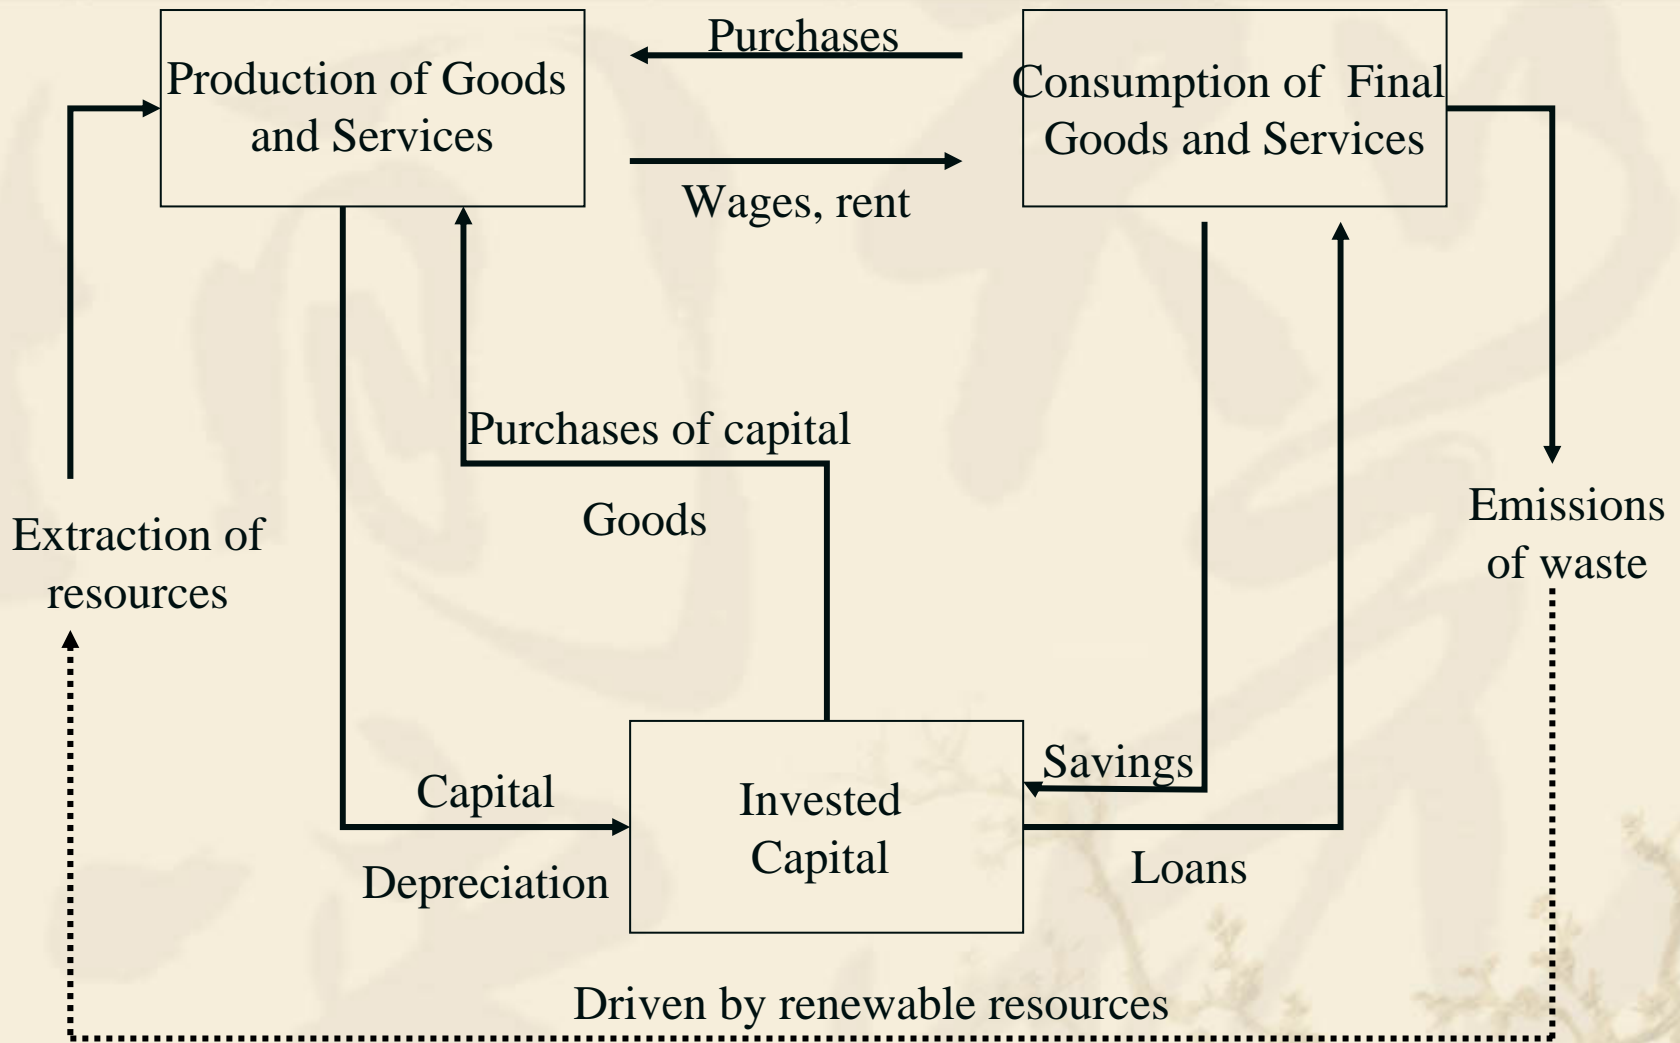 Purchases
Production of Goods
and Services
Consumption of Final
Goods and Services
Wages, rent
Purchases of capital
Goods
Extraction of
resources
Emissions
of waste
Capital
Depreciation
Invested
Capital
Savings
Loans
Driven by renewable resources